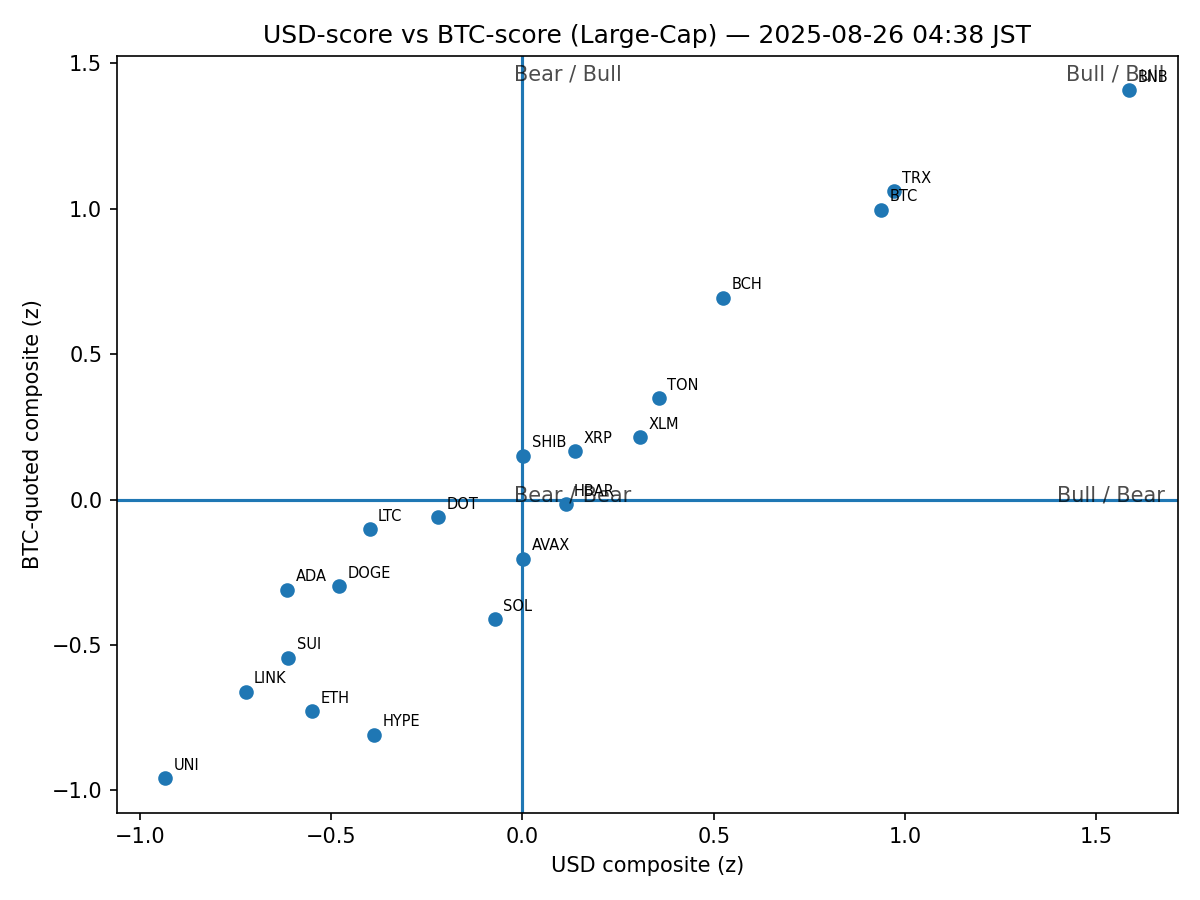 USD-score vs BTC-score (Large-Cap) — 2025-08-26 04:38 JST
1.5
Bear / Bull
Bull / Bull
BNB
TRX
BTC
1.0
BCH
0.5
TON
XLM
SHIB
XRP
HBAR
0.0
Bear / Bear
Bull / Bear
DOT
LTC
AVAX
ADA
DOGE
SOL
−0.5
SUI
LINK
ETH
HYPE
UNI
−1.0
BTC-quoted composite (z)
−1.0
−0.5
0.0
0.5
1.0
1.5
USD composite (z)